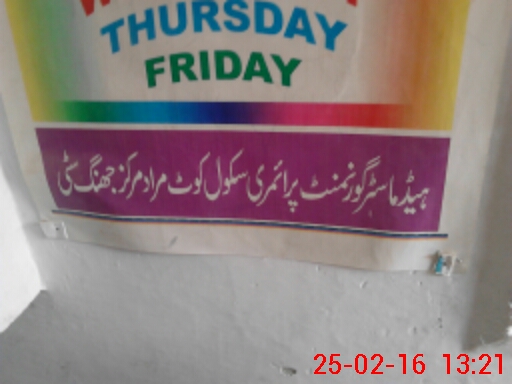 THURSDAY
FRIDAY
ہیڈ ماسٹر گورنمنٹ پرائمری سکول کوٹ مراد مرکز جھنگ سٹی
25-02-16 13:21